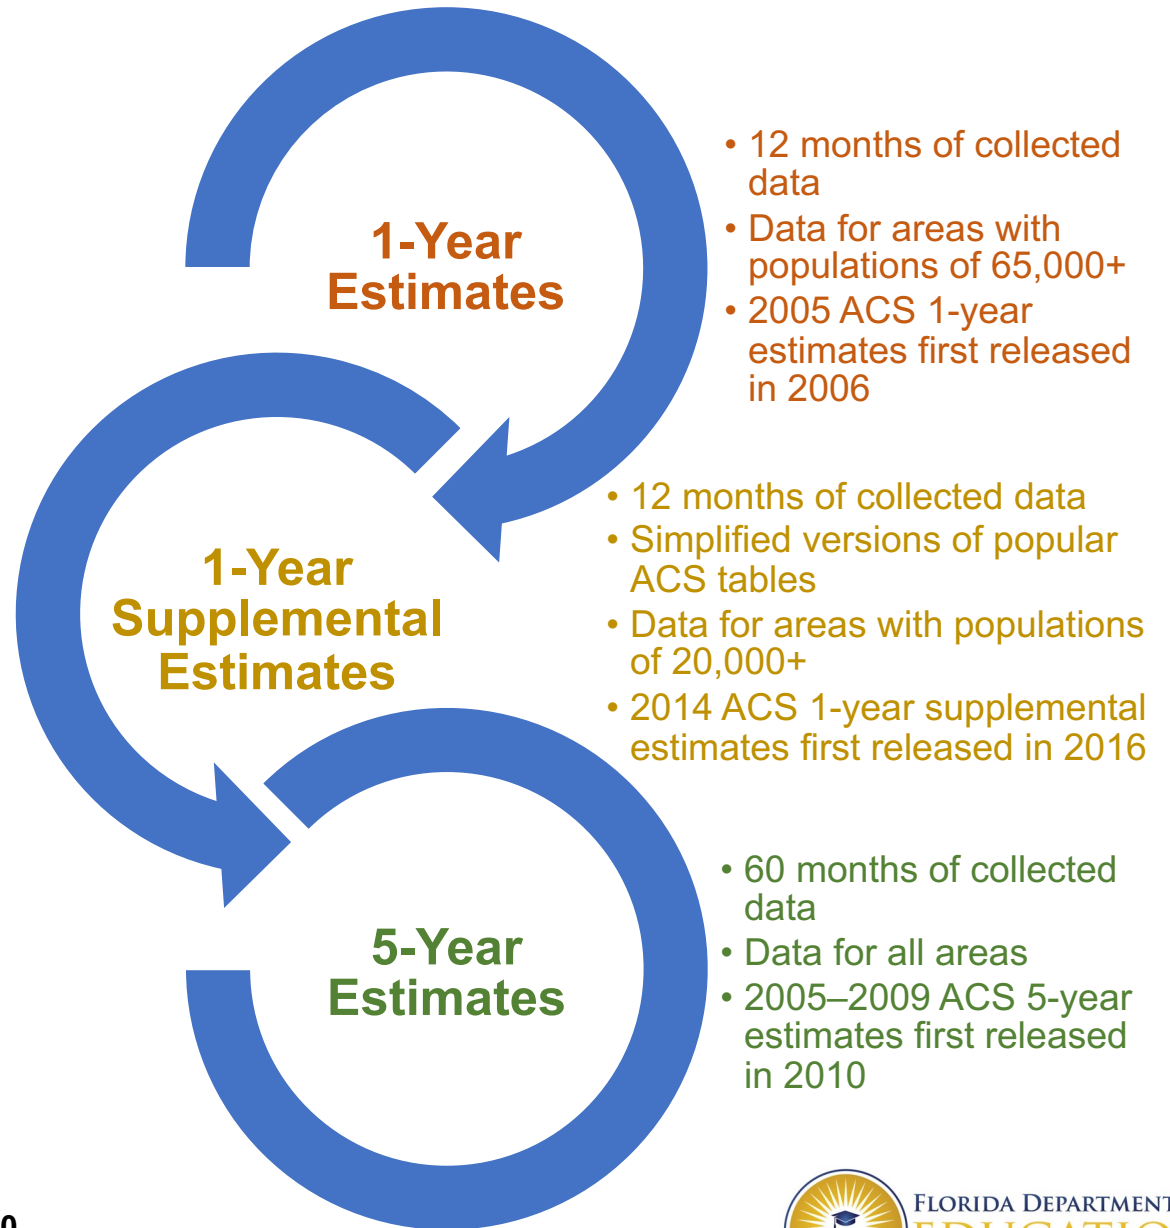 1-Year
Estimates
• 12 months of collected
data
• Data for areas with
populations of 65,000+
• 2005 ACS 1-year
estimates first released
in 2006
1-Year
Supplemental
Estimates
• 12 months of collected data
• Simplified versions of popular
ACS tables
• Data for areas with populations
of 20,000+
• 2014 ACS 1-year supplemental
estimates first released in 2016
5-Year
Estimates
• 60 months of collected
data
• Data for all areas
• 2005–2009 ACS 5-year
estimates first released
in 2010
FLORIDA DEPARTMENT